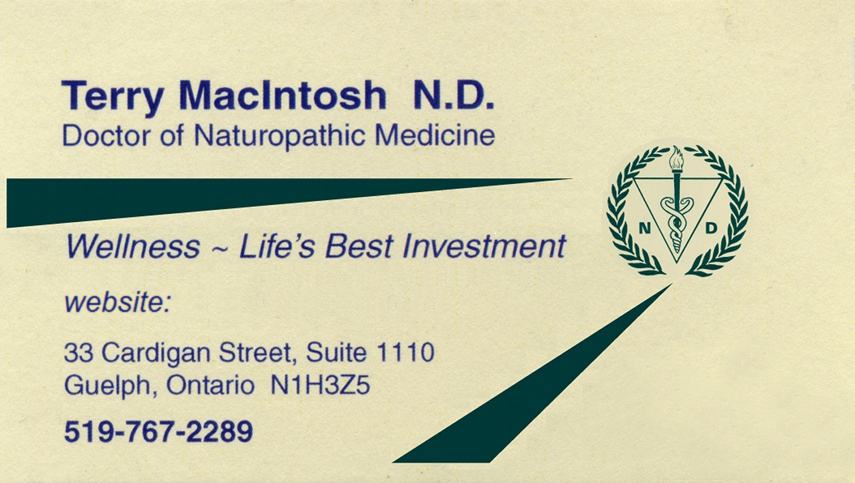 Terry MacIntosh N.D.
Doctor of Naturopathic Medicine
Wellness ~ Life's Best Investment
N D
website:
33 Cardigan Street, Suite 1110
Guelph, Ontario N1H3Z5
519-767-2289